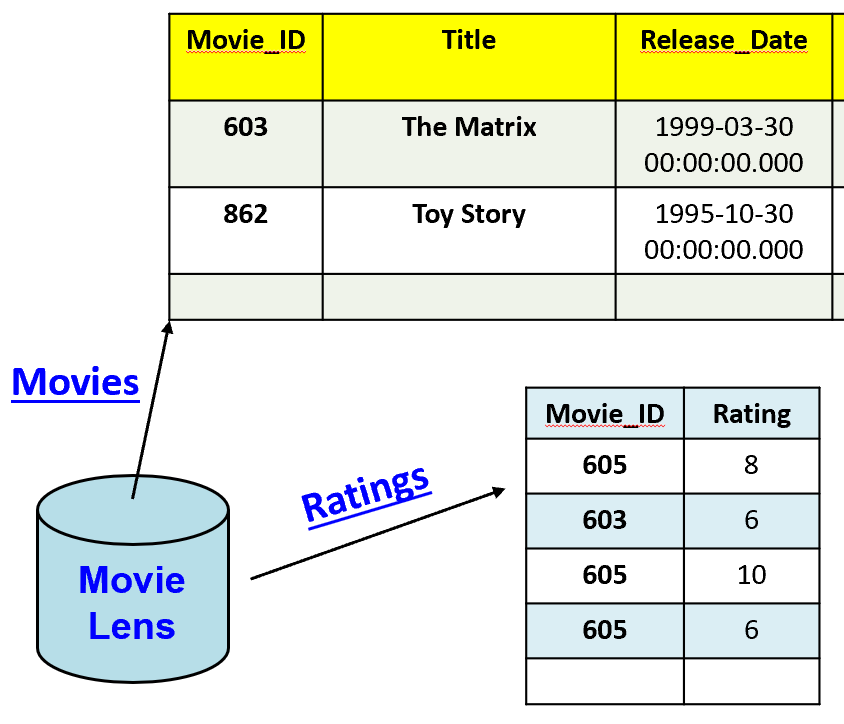 Movie_ID Title Release_Date
603 The Matrix 1999-03-30
00:00:00.000
862 Toy Story 1995-10-30
00:00:00.000
Movies
Movie
Lens
Ratings
Movie_ID Rating
605 8
603 6
605 10
605 6